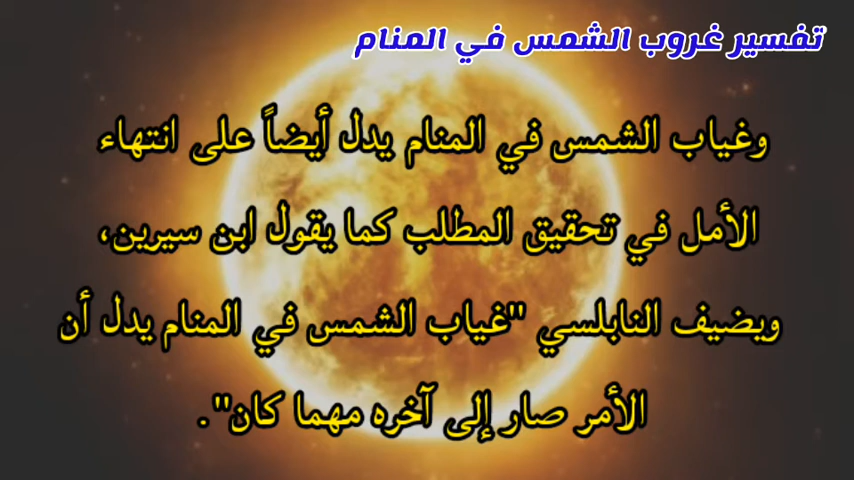 تفسير غروب الشمس في المنام
وغياب الشمس في المنام يدل أيضاً على انتهاء
الأمل في تحقيق المطلب كما يقول ابن سيرين،
ويضيف النابلسي "غياب الشمس في المنام يدل أن
الأمر صار إلى آخره مهما كان".